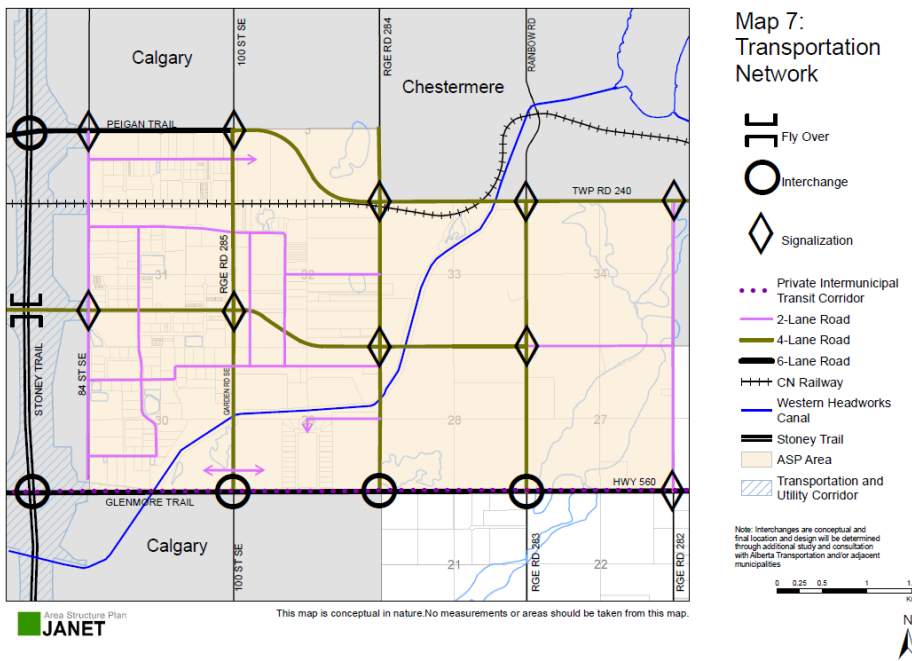 Map 7:
Transportation
Network
Calgary
100 ST SE
RGE RD 284
RAINBOW RD
Chestermere
PEIGAN TRAIL
TWP RD 240
31
RGE RD 285
32
33
34
STONEY TRAIL
84 ST SE
GARDEN RD SE
30
28
27
HWY 560
GLENMORE TRAIL
Calgary
100 ST SE
21
RGE RD 283
22
RGE RD 282
Fly Over
Interchange
Signalization
Private Intermunicipal
Transit Corridor
2-Lane Road
4-Lane Road
6-Lane Road
CN Railway
Western Headworks
Canal
Stoney Trail
ASP Area
Transportation and
Utility Corridor
Note: Interchanges are conceptual and
final location and design will be determined
through additional study and consultation
with Alberta Transportation and/or adjacent
municipalities
0 0.25 0.5 1
Area Structure Plan
JANET
This map is conceptual in nature.No measurements or areas should be taken from this map.